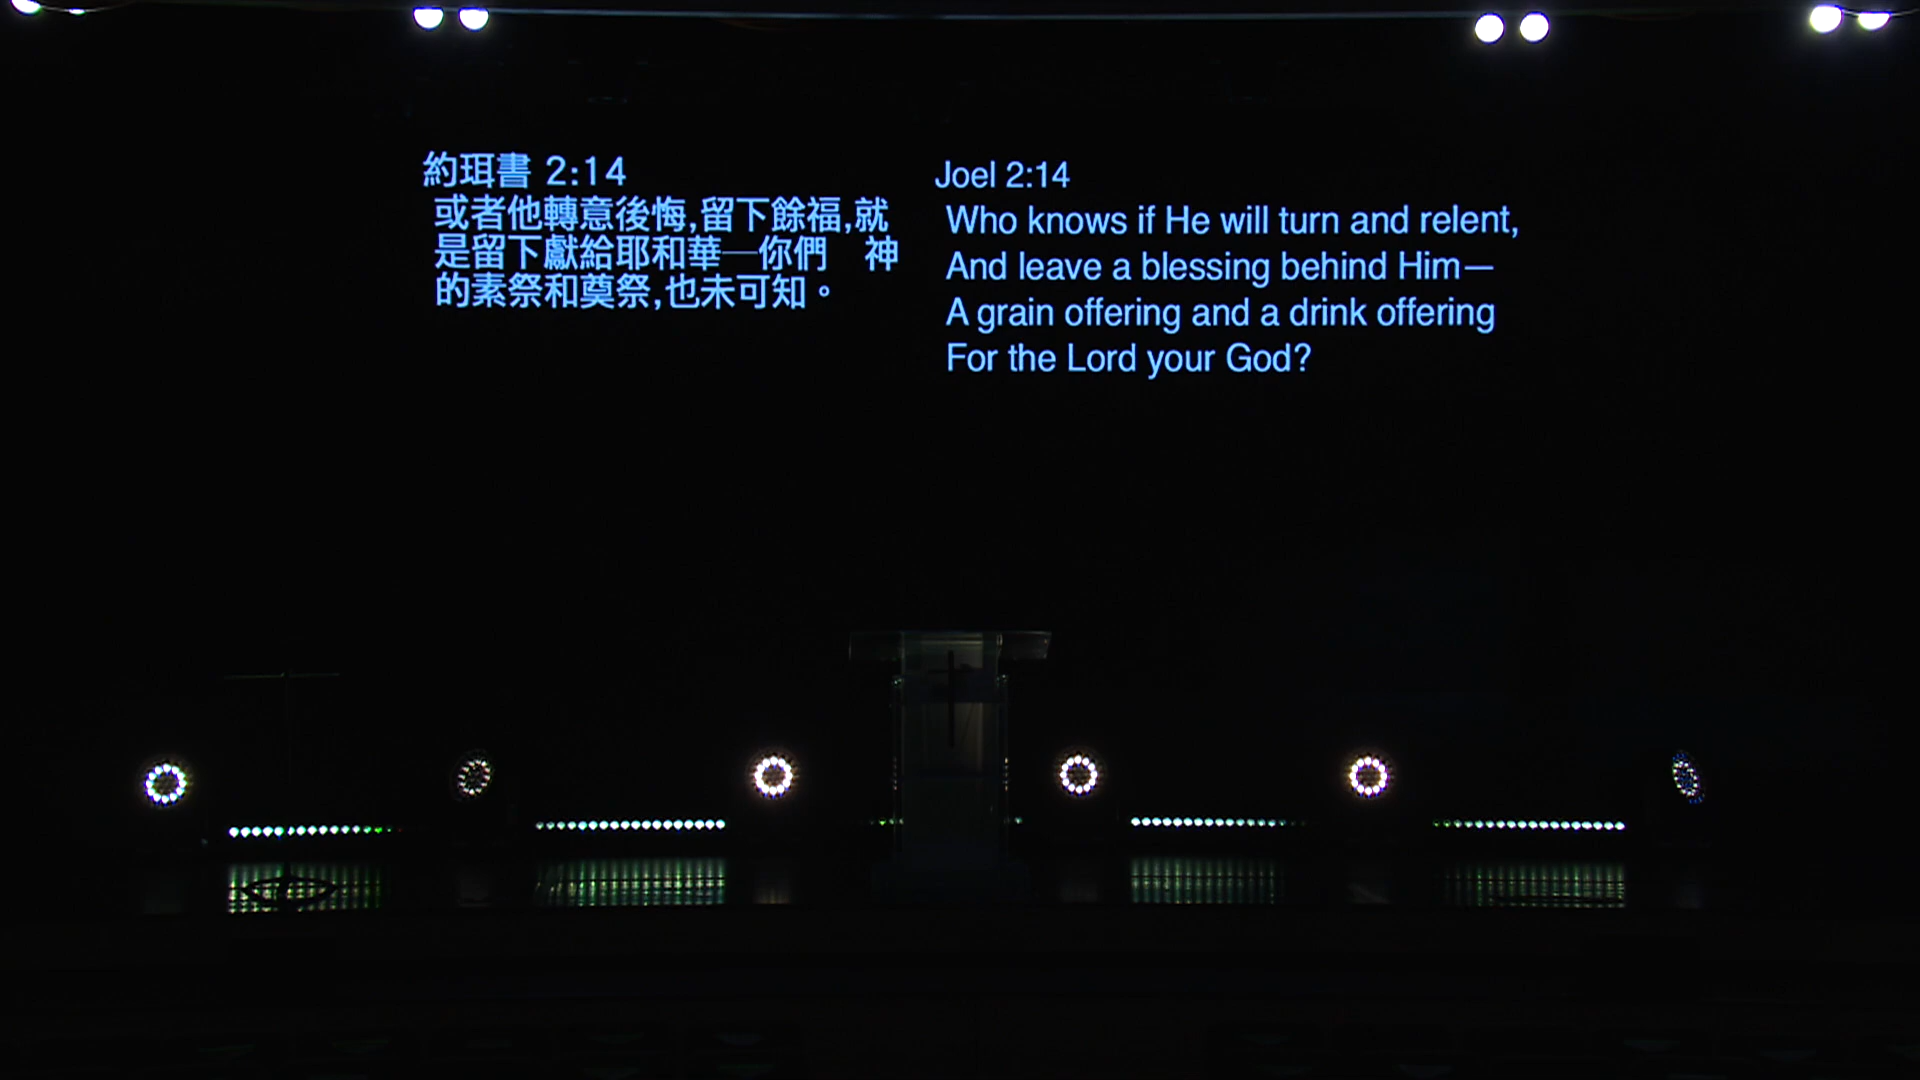 約珥書 2:14
或者他轉意後悔,留下餘福,就
是留下獻給耶和華─你們　神
的素祭和奠祭,也未可知。
Joel 2:14
Who knows if He will turn and relent,
And leave a blessing behind Him—
A grain offering and a drink offering
For the Lord your God?